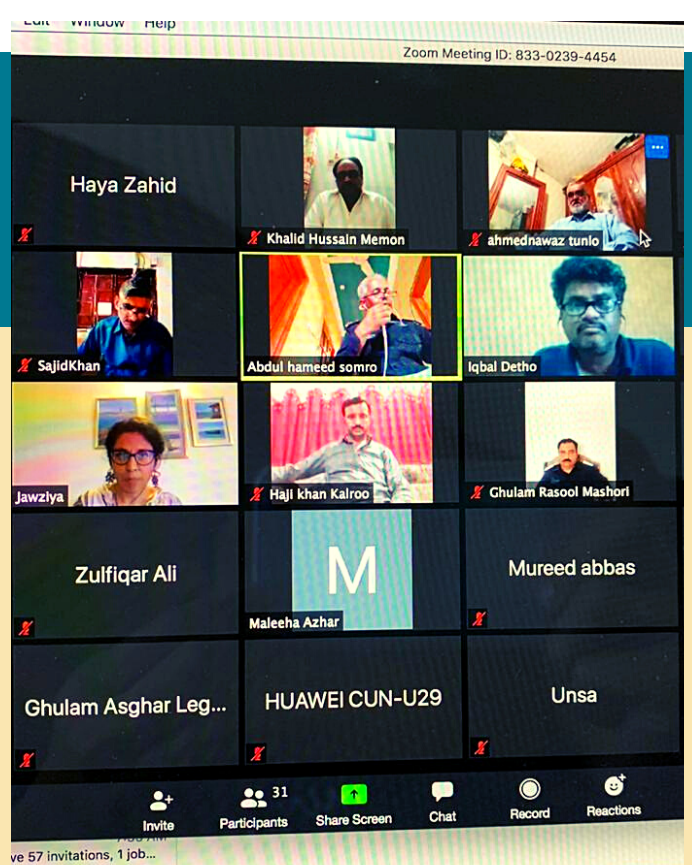 Edit Window Help
Zoom Meeting ID: 833-0239-4454
Haya Zahid
Khalid Hussain Memon
ahmednawaz tunio
SajidKhan
Abdul hameed somro
Iqbal Detho
Jawziya
Haji khan Kalroo
Ghulam Rasool Mashori
Zulfiqar Ali
M
Maleeha Azhar
Mureed abbas
Ghulam Asghar Leg...
HUAWEI CUN-U29
Unsa
31
Invite
Participants
Share Screen
Chat
Record
Reactions
ve 57 invitations, 1 job...